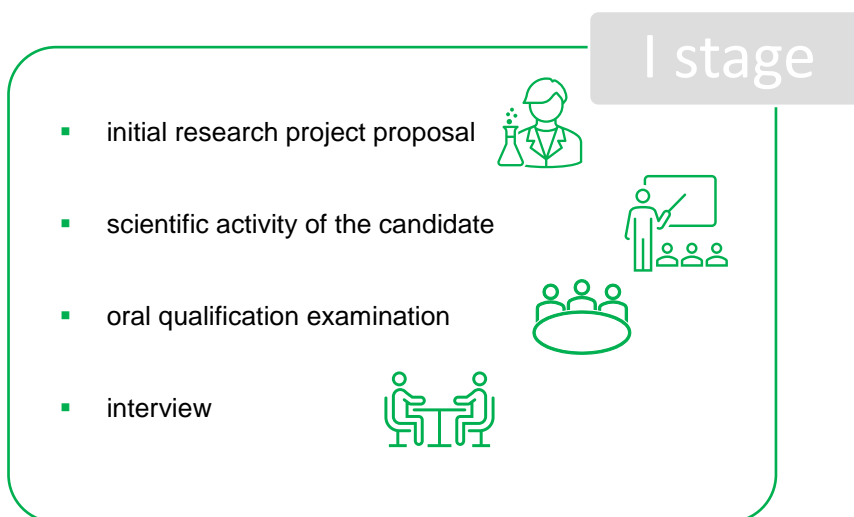 I stage
▪ initial research project proposal
▪ scientific activity of the candidate
▪ oral qualification examination
▪ interview